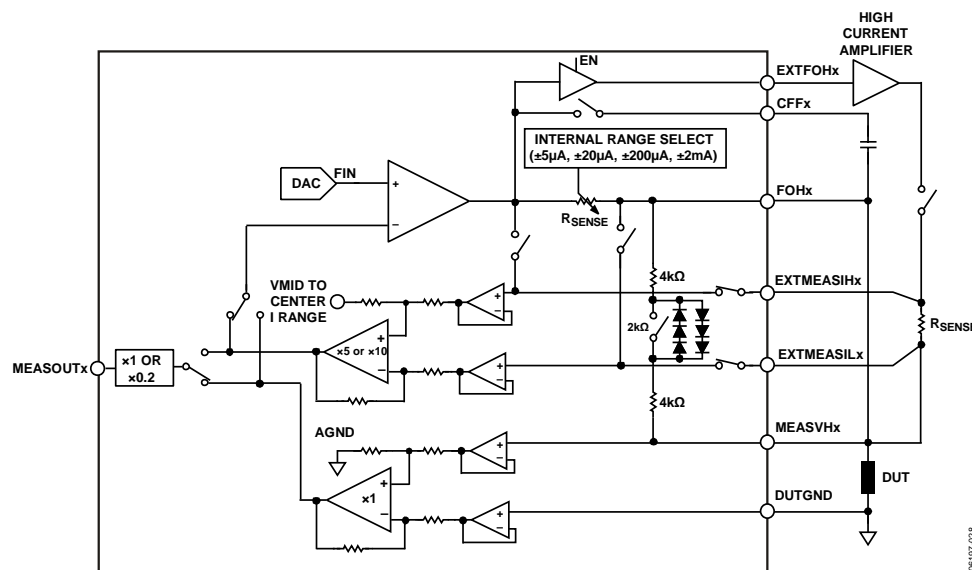 HIGH
CURRENT
AMPLIFIER
EN
EXTFOHx
CFFx
INTERNAL RANGE SELECT
(±5µA, ±20µA, ±200µA, ±2mA)
DAC
FIN
+
–
RSENSE
FOHx
4kΩ
VMID TO
CENTER
I RANGE
+
–
EXTMEASIHx
2kΩ
RSENSE
MEASOUTx
×1 OR
×0.2
+
×5 or ×10
–
+
–
EXTMEASILx
4kΩ
AGND
+
–
MEASVHx
+
×1
–
DUT
+
–
DUTGND
06197-028